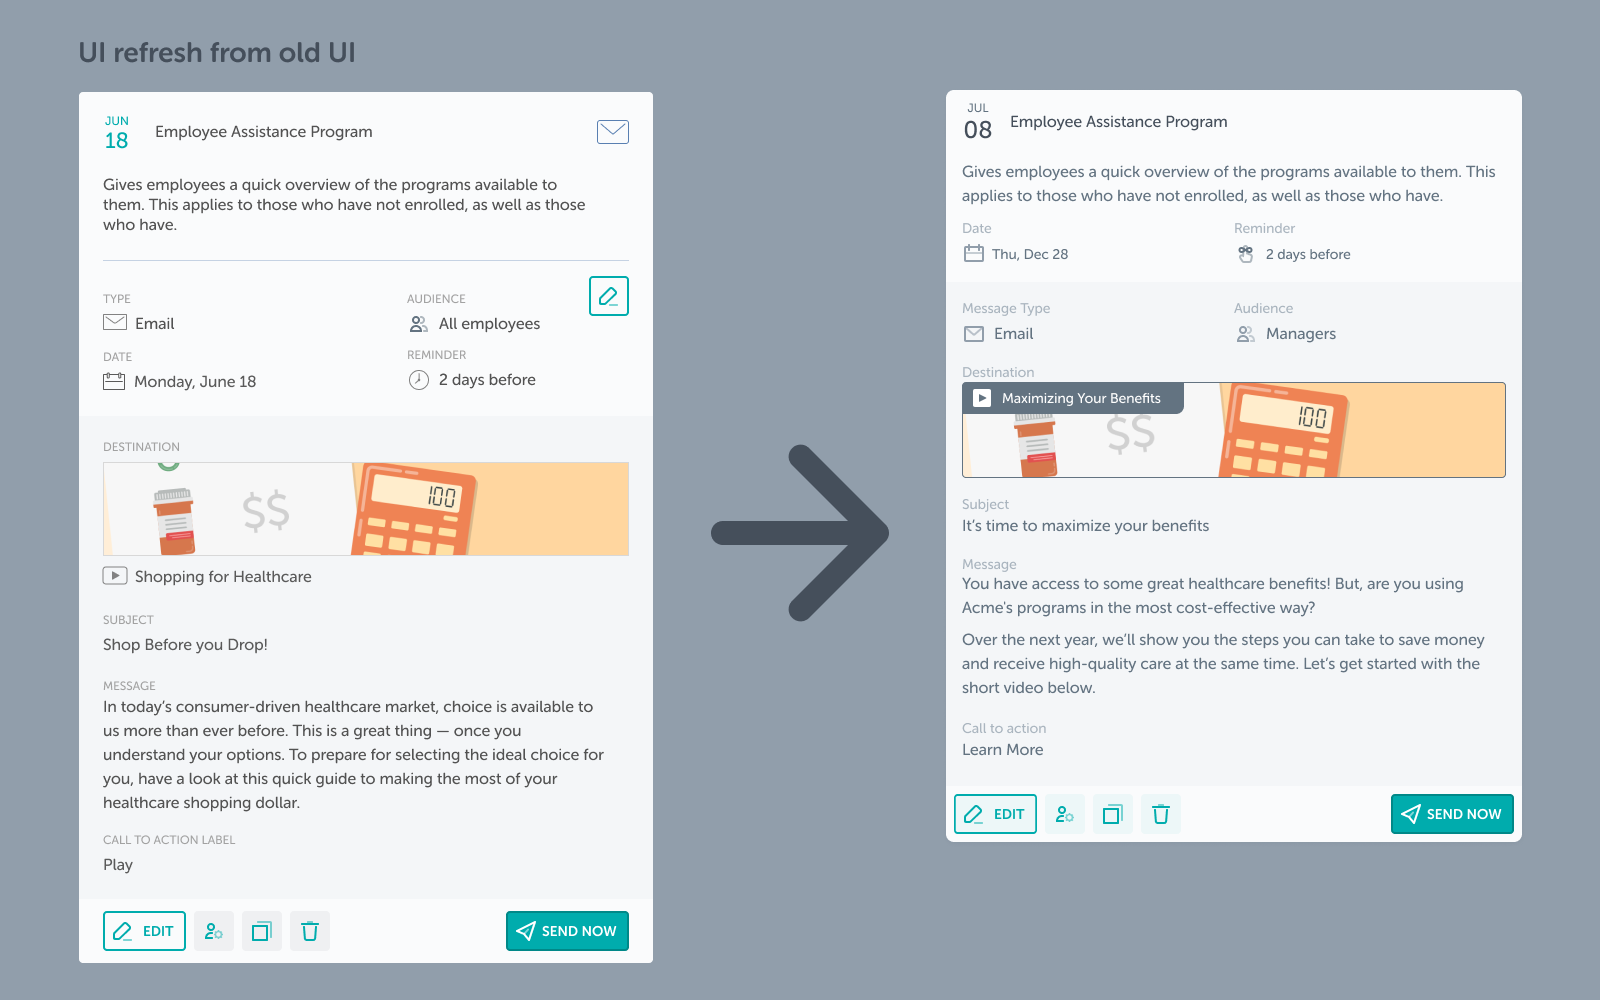 UI refresh from old UI
JUN
18
Employee Assistance Program
Gives employees a quick overview of the programs available to
them. This applies to those who have not enrolled, as well as those
who have.
TYPE
Email
AUDIENCE
All employees
DATE
Monday, June 18
REMINDER
2 days before
DESTINATION
$$
100
Shopping for Healthcare
SUBJECT
Shop Before you Drop!
MESSAGE
In today's consumer-driven healthcare market, choice is available to
us more than ever before. This is a great thing — once you
understand your options. To prepare for selecting the ideal choice for
you, have a look at this quick guide to making the most of your
healthcare shopping dollar.
CALL TO ACTION LABEL
Play
EDIT
SEND NOW
JUL
08
Employee Assistance Program
Gives employees a quick overview of the programs available to them. This
applies to those who have not enrolled, as well as those who have.
Date
Thu, Dec 28
Reminder
2 days before
Message Type
Email
Audience
Managers
Destination
Maximizing Your Benefits
$$
100
Subject
It's time to maximize your benefits
Message
You have access to some great healthcare benefits! But, are you using
Acme's programs in the most cost-effective way?
Over the next year, we'll show you the steps you can take to save money
and receive high-quality care at the same time. Let's get started with the
short video below.
Call to action
Learn More
EDIT
SEND NOW